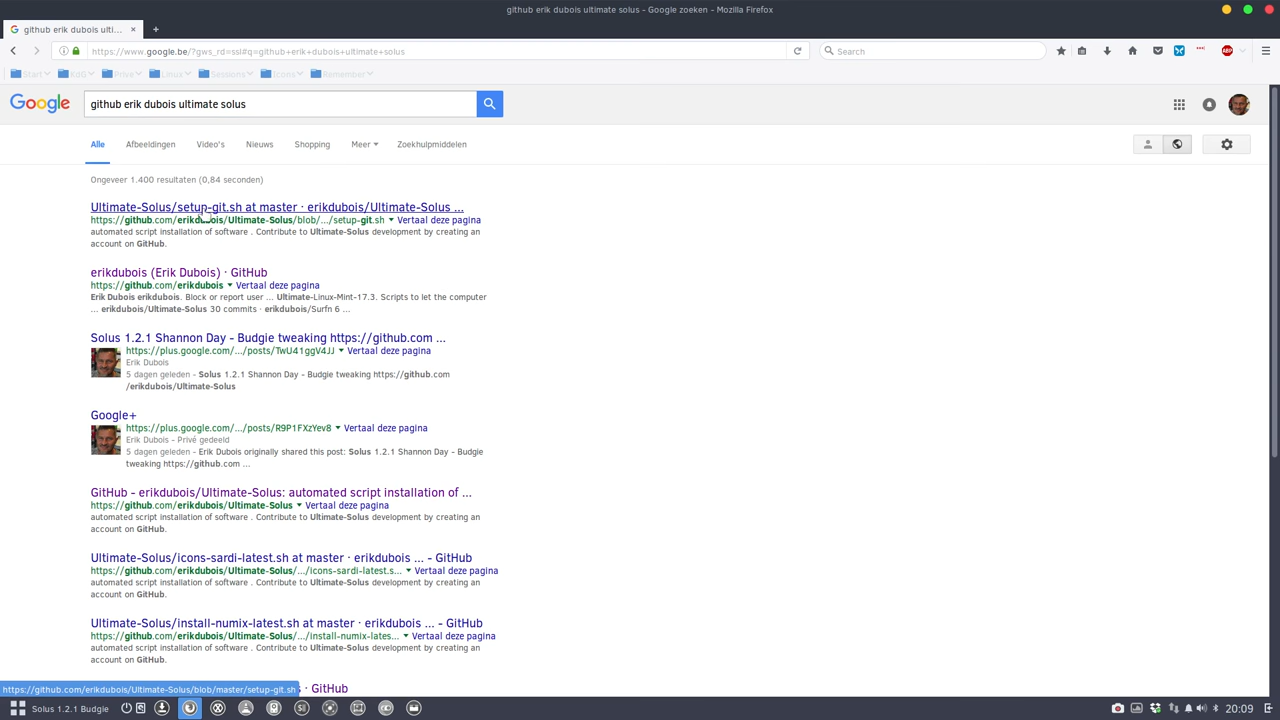 github erik dubois ultimate solus - Google zoeken - Mozilla Firefox
github erik dubois ulti...
https://www.google.be/?gws_rd=ssl#q=github+erik+dubois+ultimate+solus
Search
ABP
Start
KdG
Privé
Linux
Sessions
Icons
Remember
Google
github erik dubois ultimate solus
Alle
Afbeeldingen
Video's
Nieuws
Shopping
Meer
Zoekhulpmiddelen
Ongeveer 1.400 resultaten (0,84 seconden)
Ultimate-Solus/setup-git.sh at master · erikdubois/Ultimate-Solus ...
https://github.com/erikdubois/Ultimate-Solus/blob/.../setup-git.sh Vertaal deze pagina
automated script installation of software . Contribute to Ultimate-Solus development by creating an
account on GitHub.
erikdubois (Erik Dubois) · GitHub
https://github.com/erikdubois Vertaal deze pagina
Erik Dubois erikdubois. Block or report user ... Ultimate-Linux-Mint-17.3. Scripts to let the computer
... erikdubois/Ultimate-Solus 30 commits · erikdubois/Surfn 6 ...
Solus 1.2.1 Shannon Day - Budgie tweaking https://github.com ...
https://plus.google.com/.../posts/TwU41ggV4JJ Vertaal deze pagina
Erik Dubois
5 dagen geleden - Solus 1.2.1 Shannon Day - Budgie tweaking https://github.com
/erikdubois/Ultimate-Solus
Google+
https://plus.google.com/.../posts/R9P1FXzYev8 Vertaal deze pagina
Erik Dubois - Privé gedeeld
5 dagen geleden - Erik Dubois originally shared this post: Solus 1.2.1 Shannon Day - Budgie
tweaking https://github.com ...
GitHub - erikdubois/Ultimate-Solus: automated script installation of ...
https://github.com/erikdubois/Ultimate-Solus Vertaal deze pagina
automated script installation of software . Contribute to Ultimate-Solus development by creating an
account on GitHub.
Ultimate-Solus/icons-sardi-latest.sh at master · erikdubois ... - GitHub
https://github.com/erikdubois/Ultimate-Solus/.../icons-sardi-latest.s... Vertaal deze pagina
automated script installation of software . Contribute to Ultimate-Solus development by creating an
account on GitHub.
Ultimate-Solus/install-numix-latest.sh at master · erikdubois ... - GitHub
https://github.com/erikdubois/Ultimate-Solus/.../install-numix-lates... Vertaal deze pagina
automated script installation of software . Contribute to Ultimate-Solus development by creating an
account on GitHub.
https://github.com/erikdubois/Ultimate-Solus/blob/master/setup-git.sh
· GitHub
Solus 1.2.1 Budgie
20:09